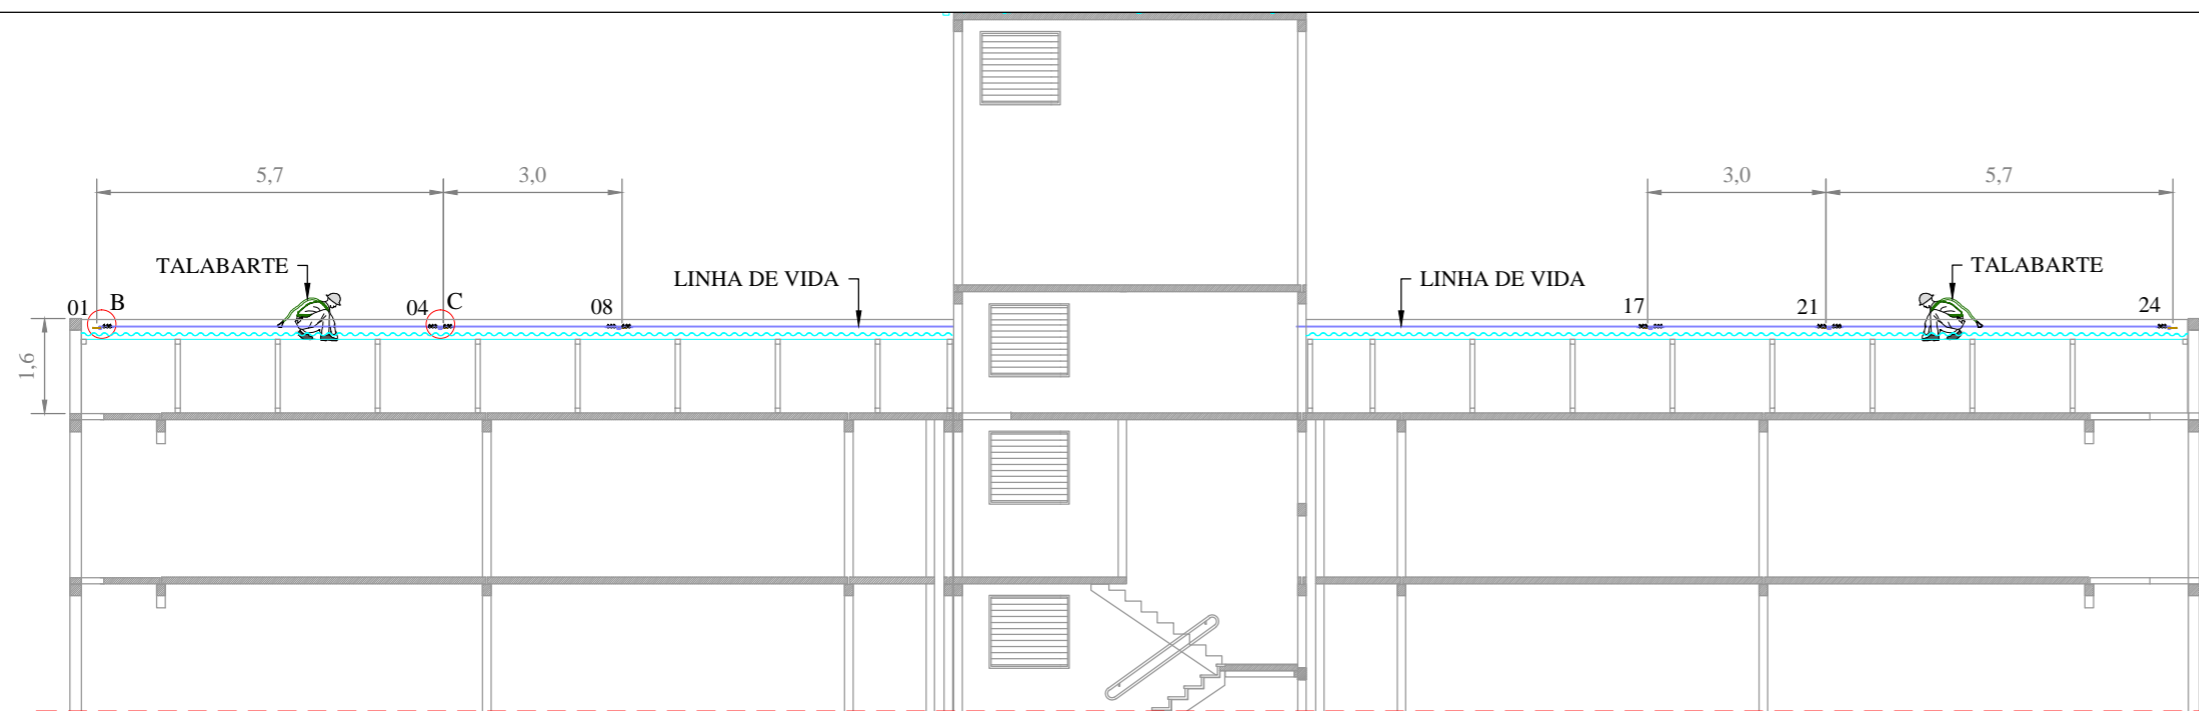 5,7
3,0
3,0
5,7
TALABARTE
LINHA DE VIDA
LINHA DE VIDA
TALABARTE
01
B
04
C
08
17
21
24
1,6